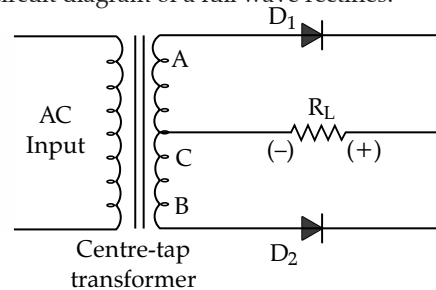 circuit diagram of a full wave rectifier.
D1
A
AC
Input
RL
(−) (+)
C
B
D2
Centre-tap
transformer